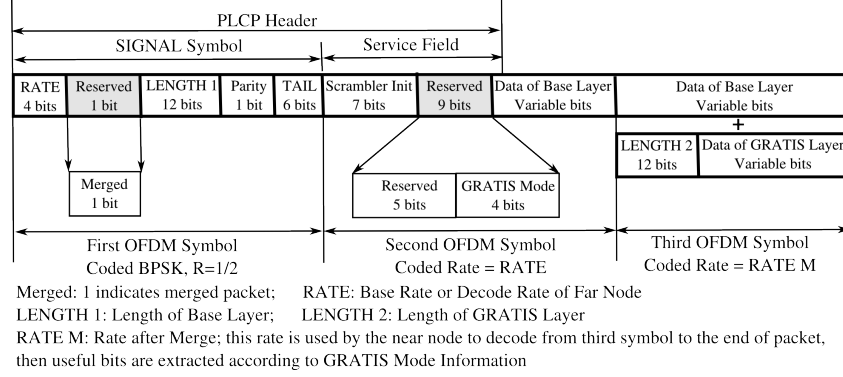 PLCP Header
SIGNAL Symbol Service Field
RATE Reserved LENGTH 1 Parity TAIL Scrambler Init Reserved Data of Base Layer Data of Base Layer
4 bits 1 bit 12 bits 1 bit 6 bits 7 bits 9 bits Variable bits Variable bits
+
LENGTH 2 Data of GRATIS Layer
12 bits Variable bits
Merged Reserved GRATIS Mode
1 bit 5 bits 4 bits
First OFDM Symbol Second OFDM Symbol Third OFDM Symbol
Coded BPSK, R=1/2 Coded Rate = RATE Coded Rate = RATE M
Merged: 1 indicates merged packet; RATE: Base Rate or Decode Rate of Far Node
LENGTH 1: Length of Base Layer; LENGTH 2: Length of GRATIS Layer
RATE M: Rate after Merge; this rate is used by the near node to decode from third symbol to the end of packet,
then useful bits are extracted according to GRATIS Mode Information